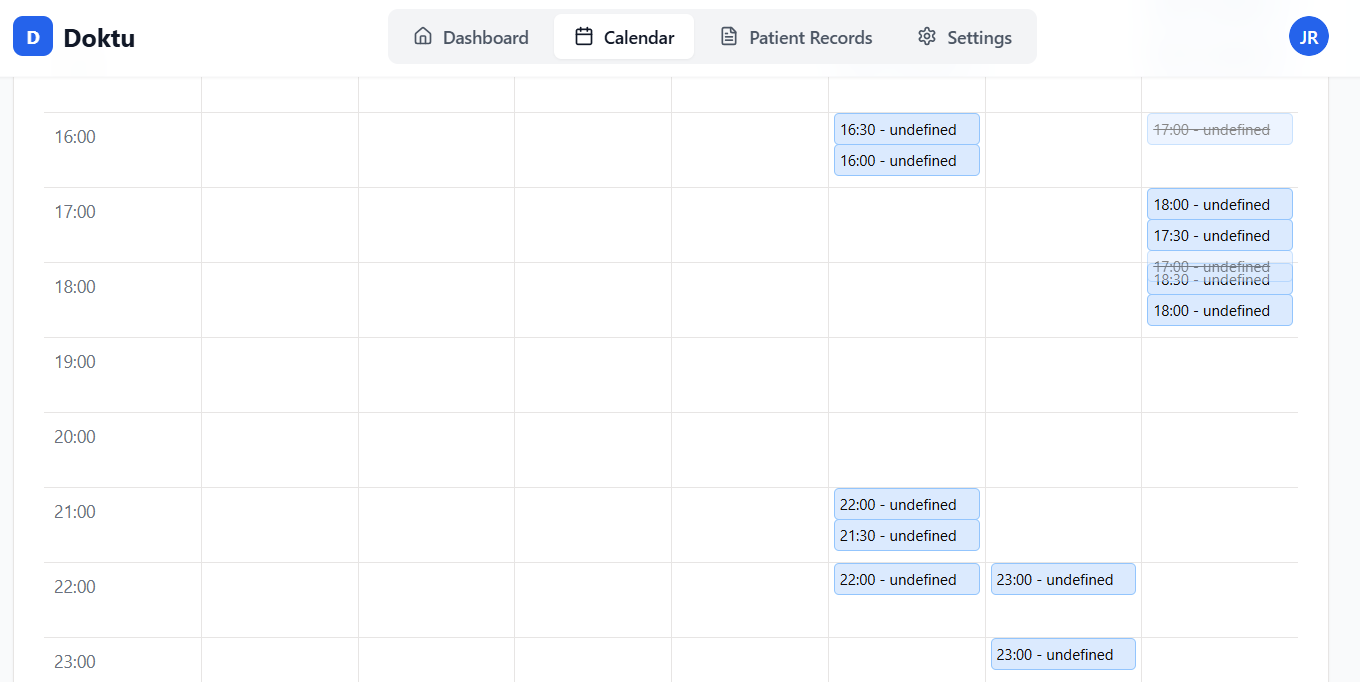 D Doktu Dashboard Calendar Patient Records Settings JR
16:00
16:30 - undefined
16:00 - undefined
17:00 - undefined
17:00
18:00 - undefined
17:30 - undefined
17:00 - undefined
18:00
18:30 - undefined
18:00 - undefined
19:00
20:00
21:00
22:00 - undefined
21:30 - undefined
22:00
22:00 - undefined
23:00 - undefined
23:00
23:00 - undefined